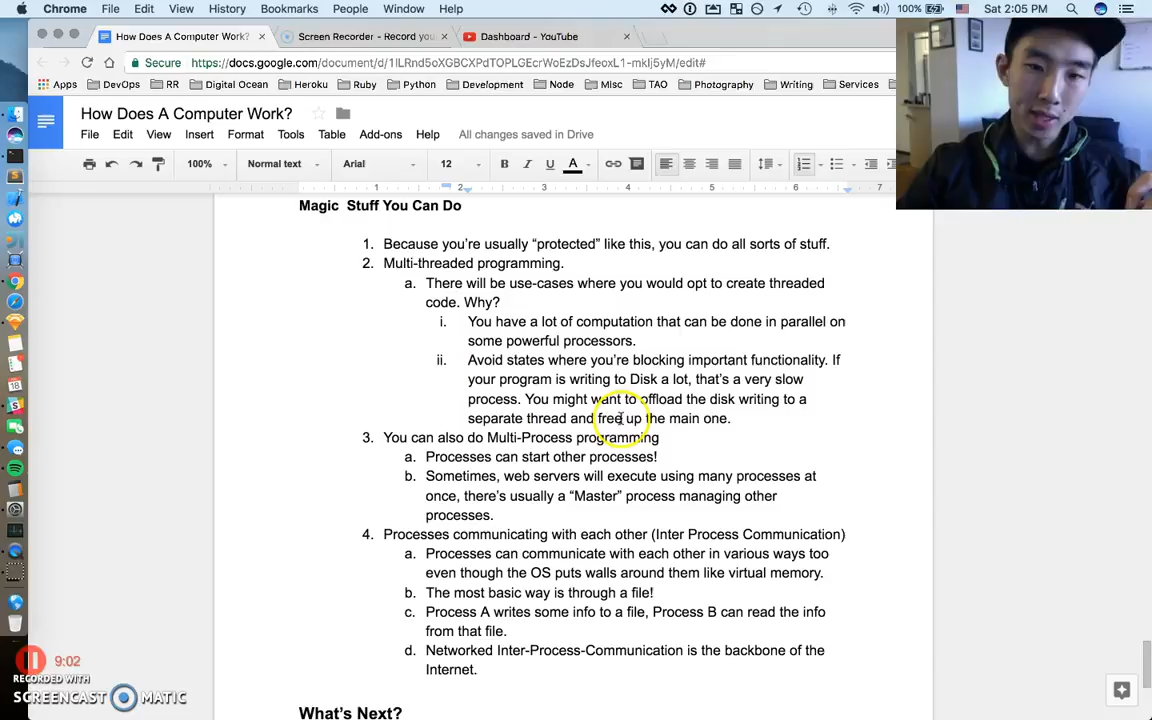 Chrome File Edit View History Bookmarks People Window Help 100% Sat 2:05 PM
How Does A Computer Work? Screen Recorder - Record you Dashboard - YouTube
Secure https://docs.google.com/document/d/1ILRnd5oXGBCXPdTOPLGEcrWoEzDsJfeoxL1-mkIj5yM/edit#
Apps DevOps RR Digital Ocean Heroku Ruby Python Development Node Misc TAO Photography Writing Services
How Does A Computer Work?
File Edit View Insert Format Tools Table Add-ons Help All changes saved in Drive
100% Normal text Arial 12 B I U A
1 2 3 4 5 6 7
Magic Stuff You Can Do
1. Because you're usually “protected” like this, you can do all sorts of stuff.
2. Multi-threaded programming.
a. There will be use-cases where you would opt to create threaded
code. Why?
i. You have a lot of computation that can be done in parallel on
some powerful processors.
ii. Avoid states where you're blocking important functionality. If
your program is writing to Disk a lot, that's a very slow
process. You might want to offload the disk writing to a
separate thread and free up the main one.
3. You can also do Multi-Process programming
a. Processes can start other processes!
b. Sometimes, web servers will execute using many processes at
once, there's usually a “Master” process managing other
processes.
4. Processes communicating with each other (Inter Process Communication)
a. Processes can communicate with each other in various ways too
even though the OS puts walls around them like virtual memory.
b. The most basic way is through a file!
c. Process A writes some info to a file, Process B can read the info
from that file.
d. Networked Inter-Process-Communication is the backbone of the
Internet.
What's Next?
9:02
RECORDED WITH
SCREENCAST MATIC